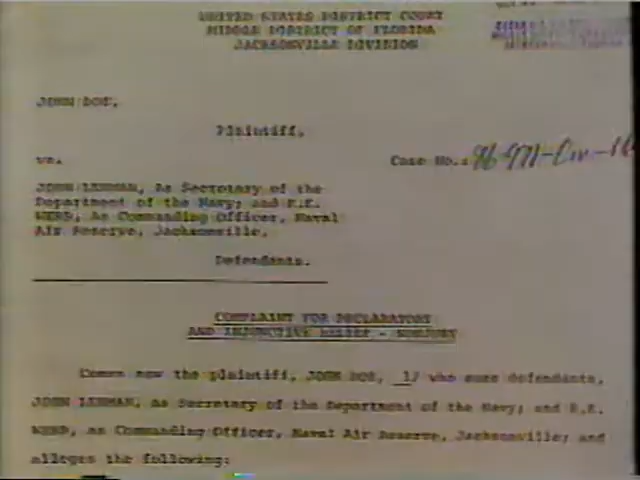 UNITED STATES DISTRICT COURT
MIDDLE DISTRICT OF FLORIDA
JACKSONVILLE DIVISION
JOHN DOE,
Plaintiff,
vs.
Case No.:
JOHN LEHMAN, As Secretary of the
Department of the Navy; and R.E.
WEBB, As Commanding Officer, Naval
Air Reserve, Jacksonville,
Defendants.
COMPLAINT FOR DECLARATORY
AND INJUNCTIVE RELIEF - NONJURY
Comes now the plaintiff, JOHN DOE, 1/ who sues defendants,
JOHN LEHMAN, As Secretary of the Department of the Navy; and R.E.
WEBB, as Commanding Officer, Naval Air Reserve, Jacksonville; and
alleges the following: